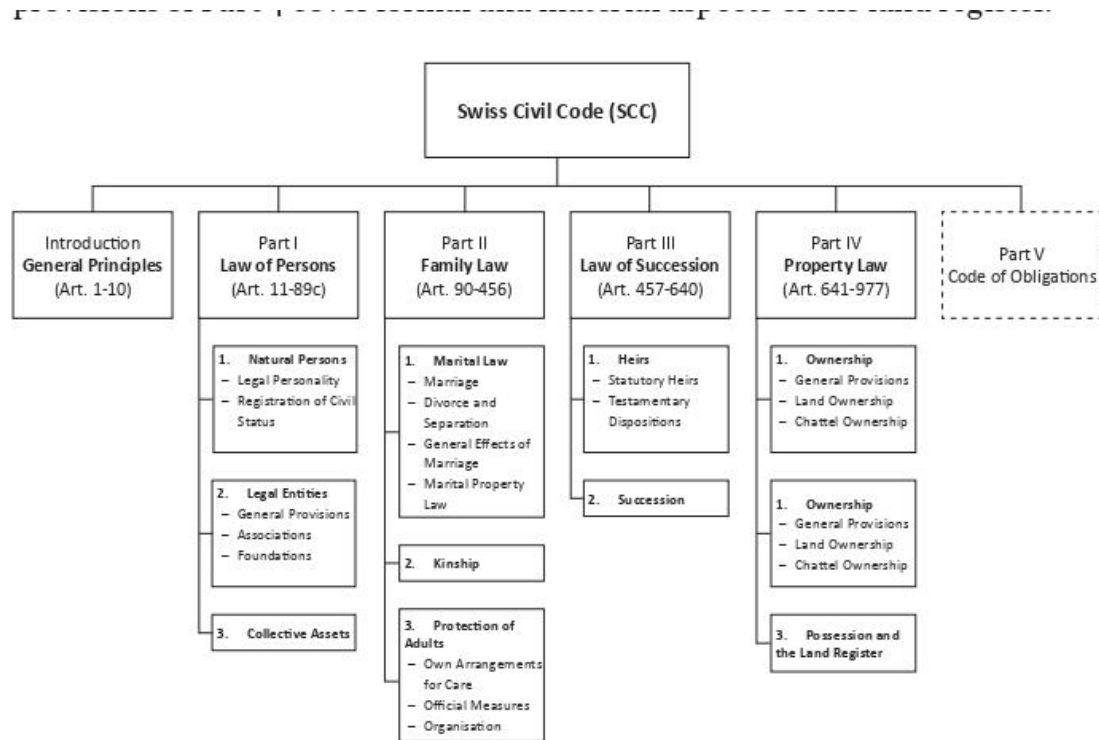 Swiss Civil Code (SCC)
Introduction
General Principles
(Art. 1-10)
Part I
Law of Persons
(Art. 11-89c)
Part II
Family Law
(Art. 90-456)
Part III
Law of Succession
(Art. 457-640)
Part IV
Property Law
(Art. 641-977)
Part V
Code of Obligations
1. Natural Persons
– Legal Personality
– Registration of Civil
Status
2. Legal Entities
– General Provisions
– Associations
– Foundations
3. Collective Assets
1. Marital Law
– Marriage
– Divorce and
Separation
– General Effects of
Marriage
– Marital Property
Law
2. Kinship
3. Protection of
Adults
– Own Arrangements
for Care
– Official Measures
– Organisation
1. Heirs
– Statutory Heirs
– Testamentary
Dispositions
2. Succession
1. Ownership
– General Provisions
– Land Ownership
– Chattel Ownership
1. Ownership
– General Provisions
– Land Ownership
– Chattel Ownership
3. Possession and
the Land Register